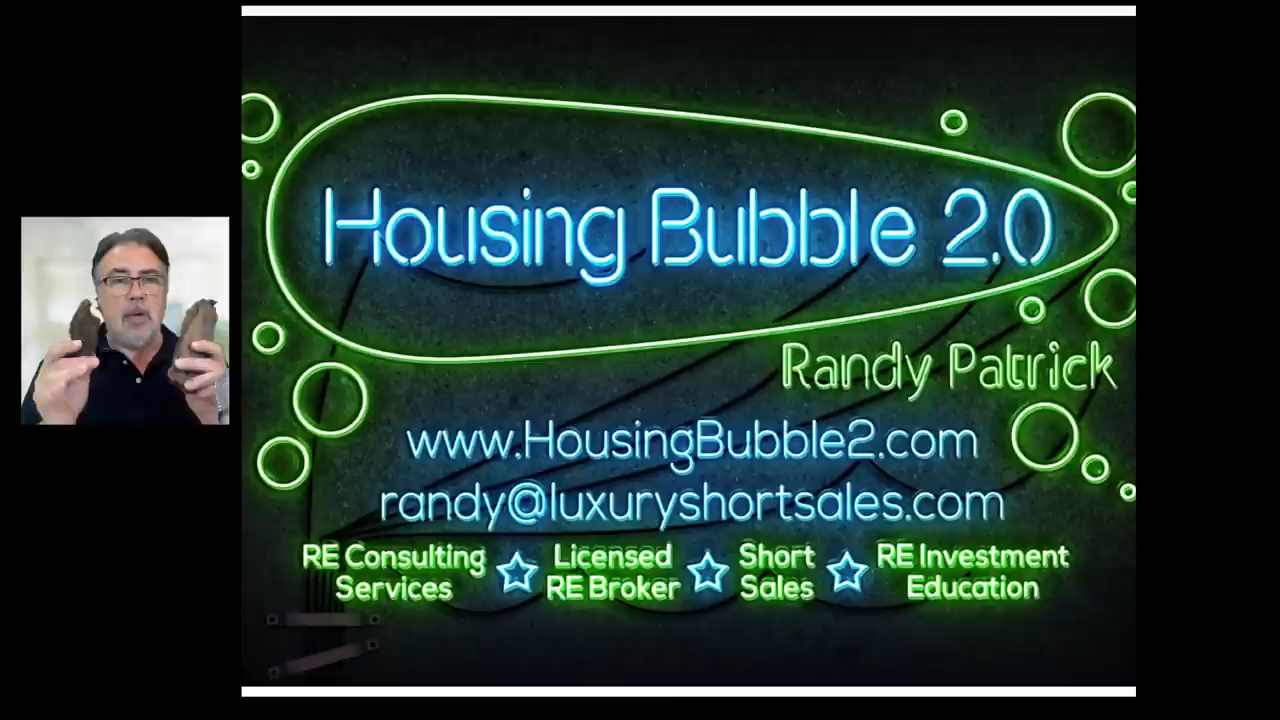 Housing Bubble 2.0
Randy Patrick
www.HousingBubble2.com
randy@luxuryshortsales.com
RE Consulting Services
Licensed RE Broker
Short Sales
RE Investment Education